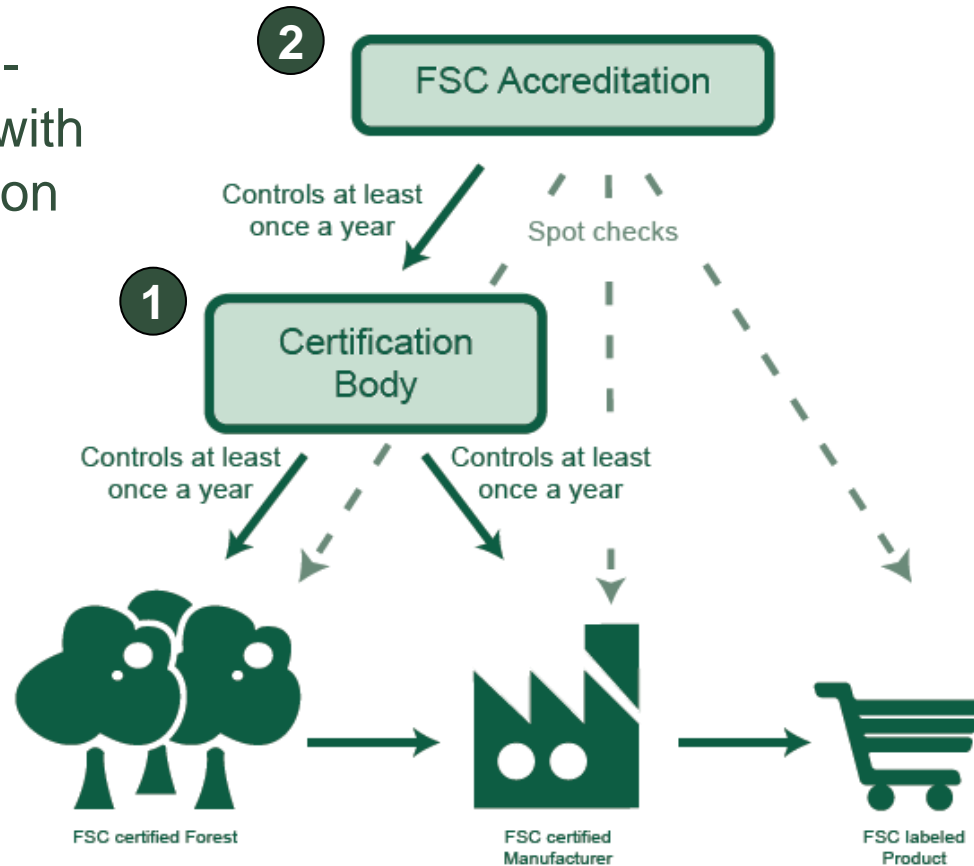 -
with
on
2
FSC Accreditation
Controls at least
once a year
Spot checks
1
Certification
Body
Controls at least
once a year
Controls at least
once a year
FSC certified Forest
FSC certified
Manufacturer
FSC labeled
Product